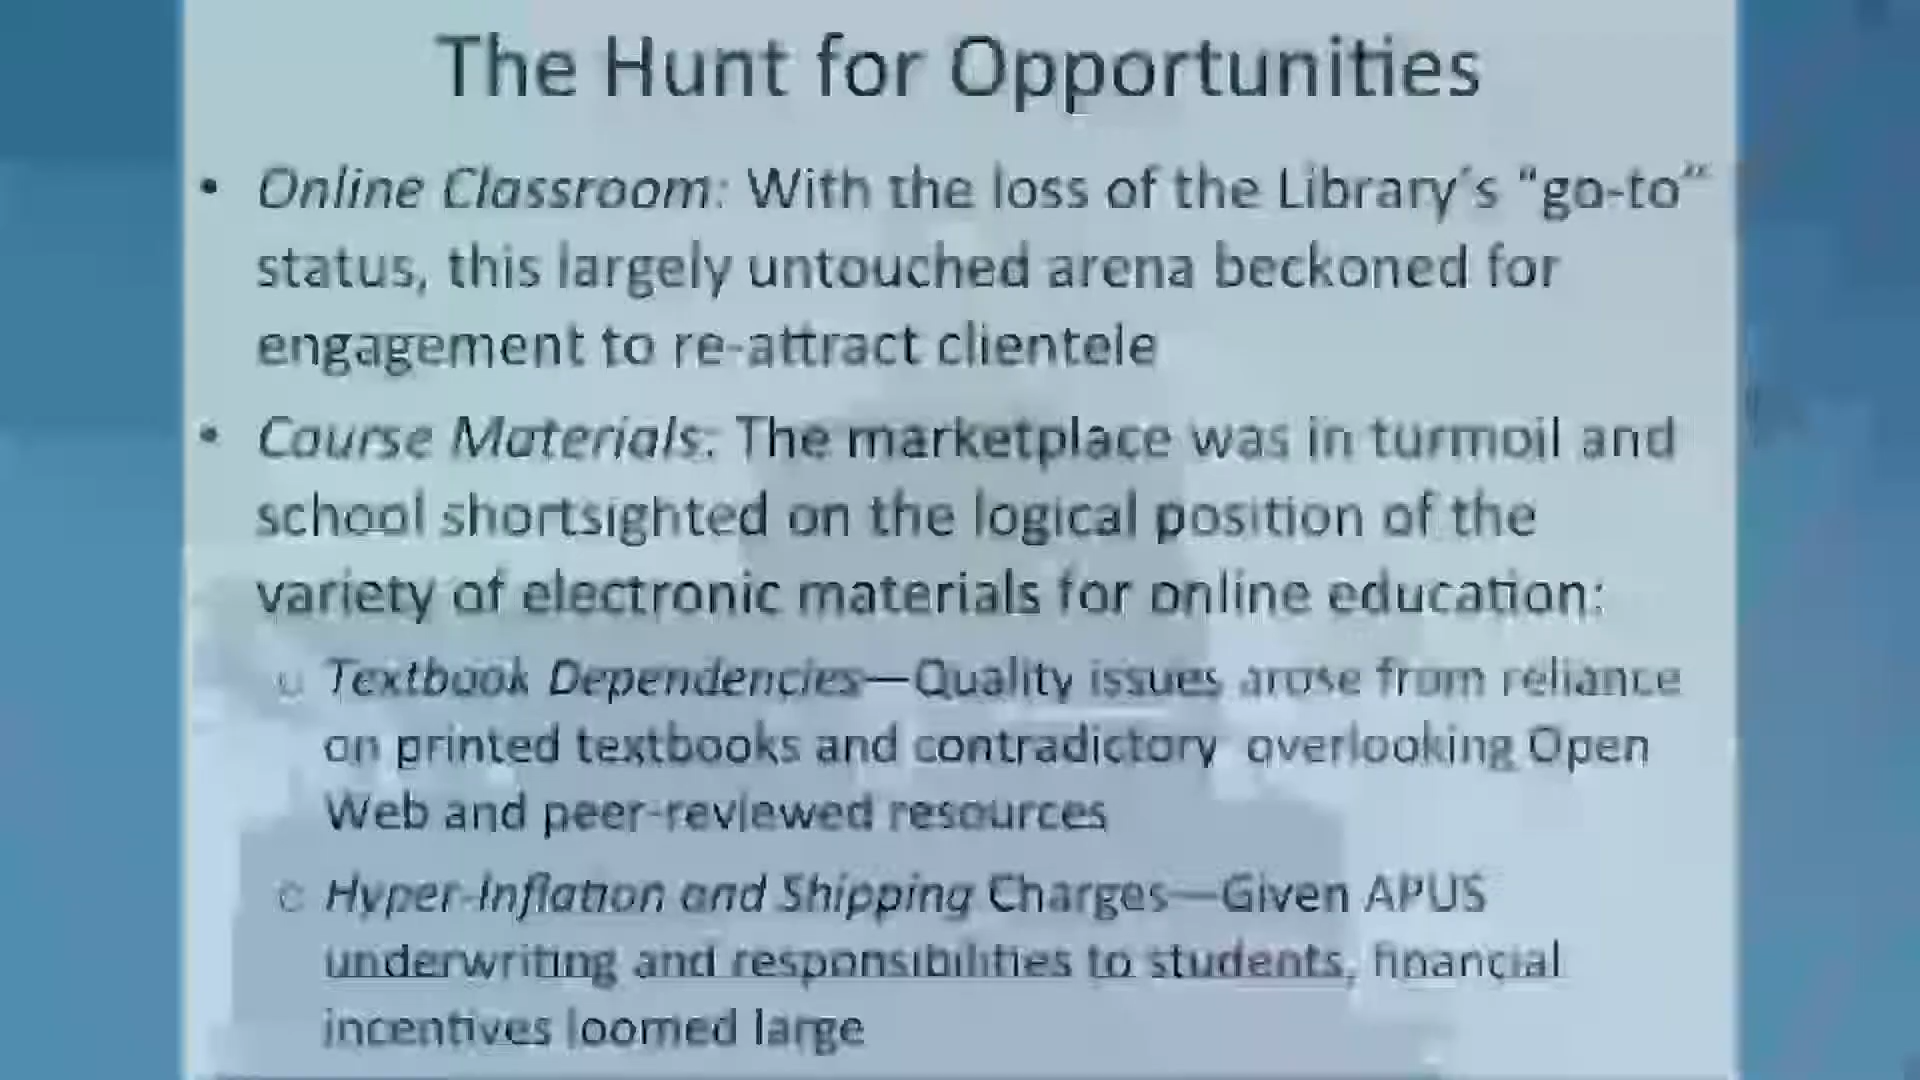 The Hunt for Opportunities
• Online Classroom: With the loss of the Library's "go-to"
status, this largely untouched arena beckoned for
engagement to re-attract clientele
• Course Materials: The marketplace was in turmoil and
school shortsighted on the logical position of the
variety of electronic materials for online education:
o Textbook Dependencies—Quality issues arose from reliance
on printed textbooks and contradictory overlooking Open
Web and peer-reviewed resources
o Hyper-Inflation and Shipping Charges—Given APUS
underwriting and responsibilities to students, financial
incentives loomed large